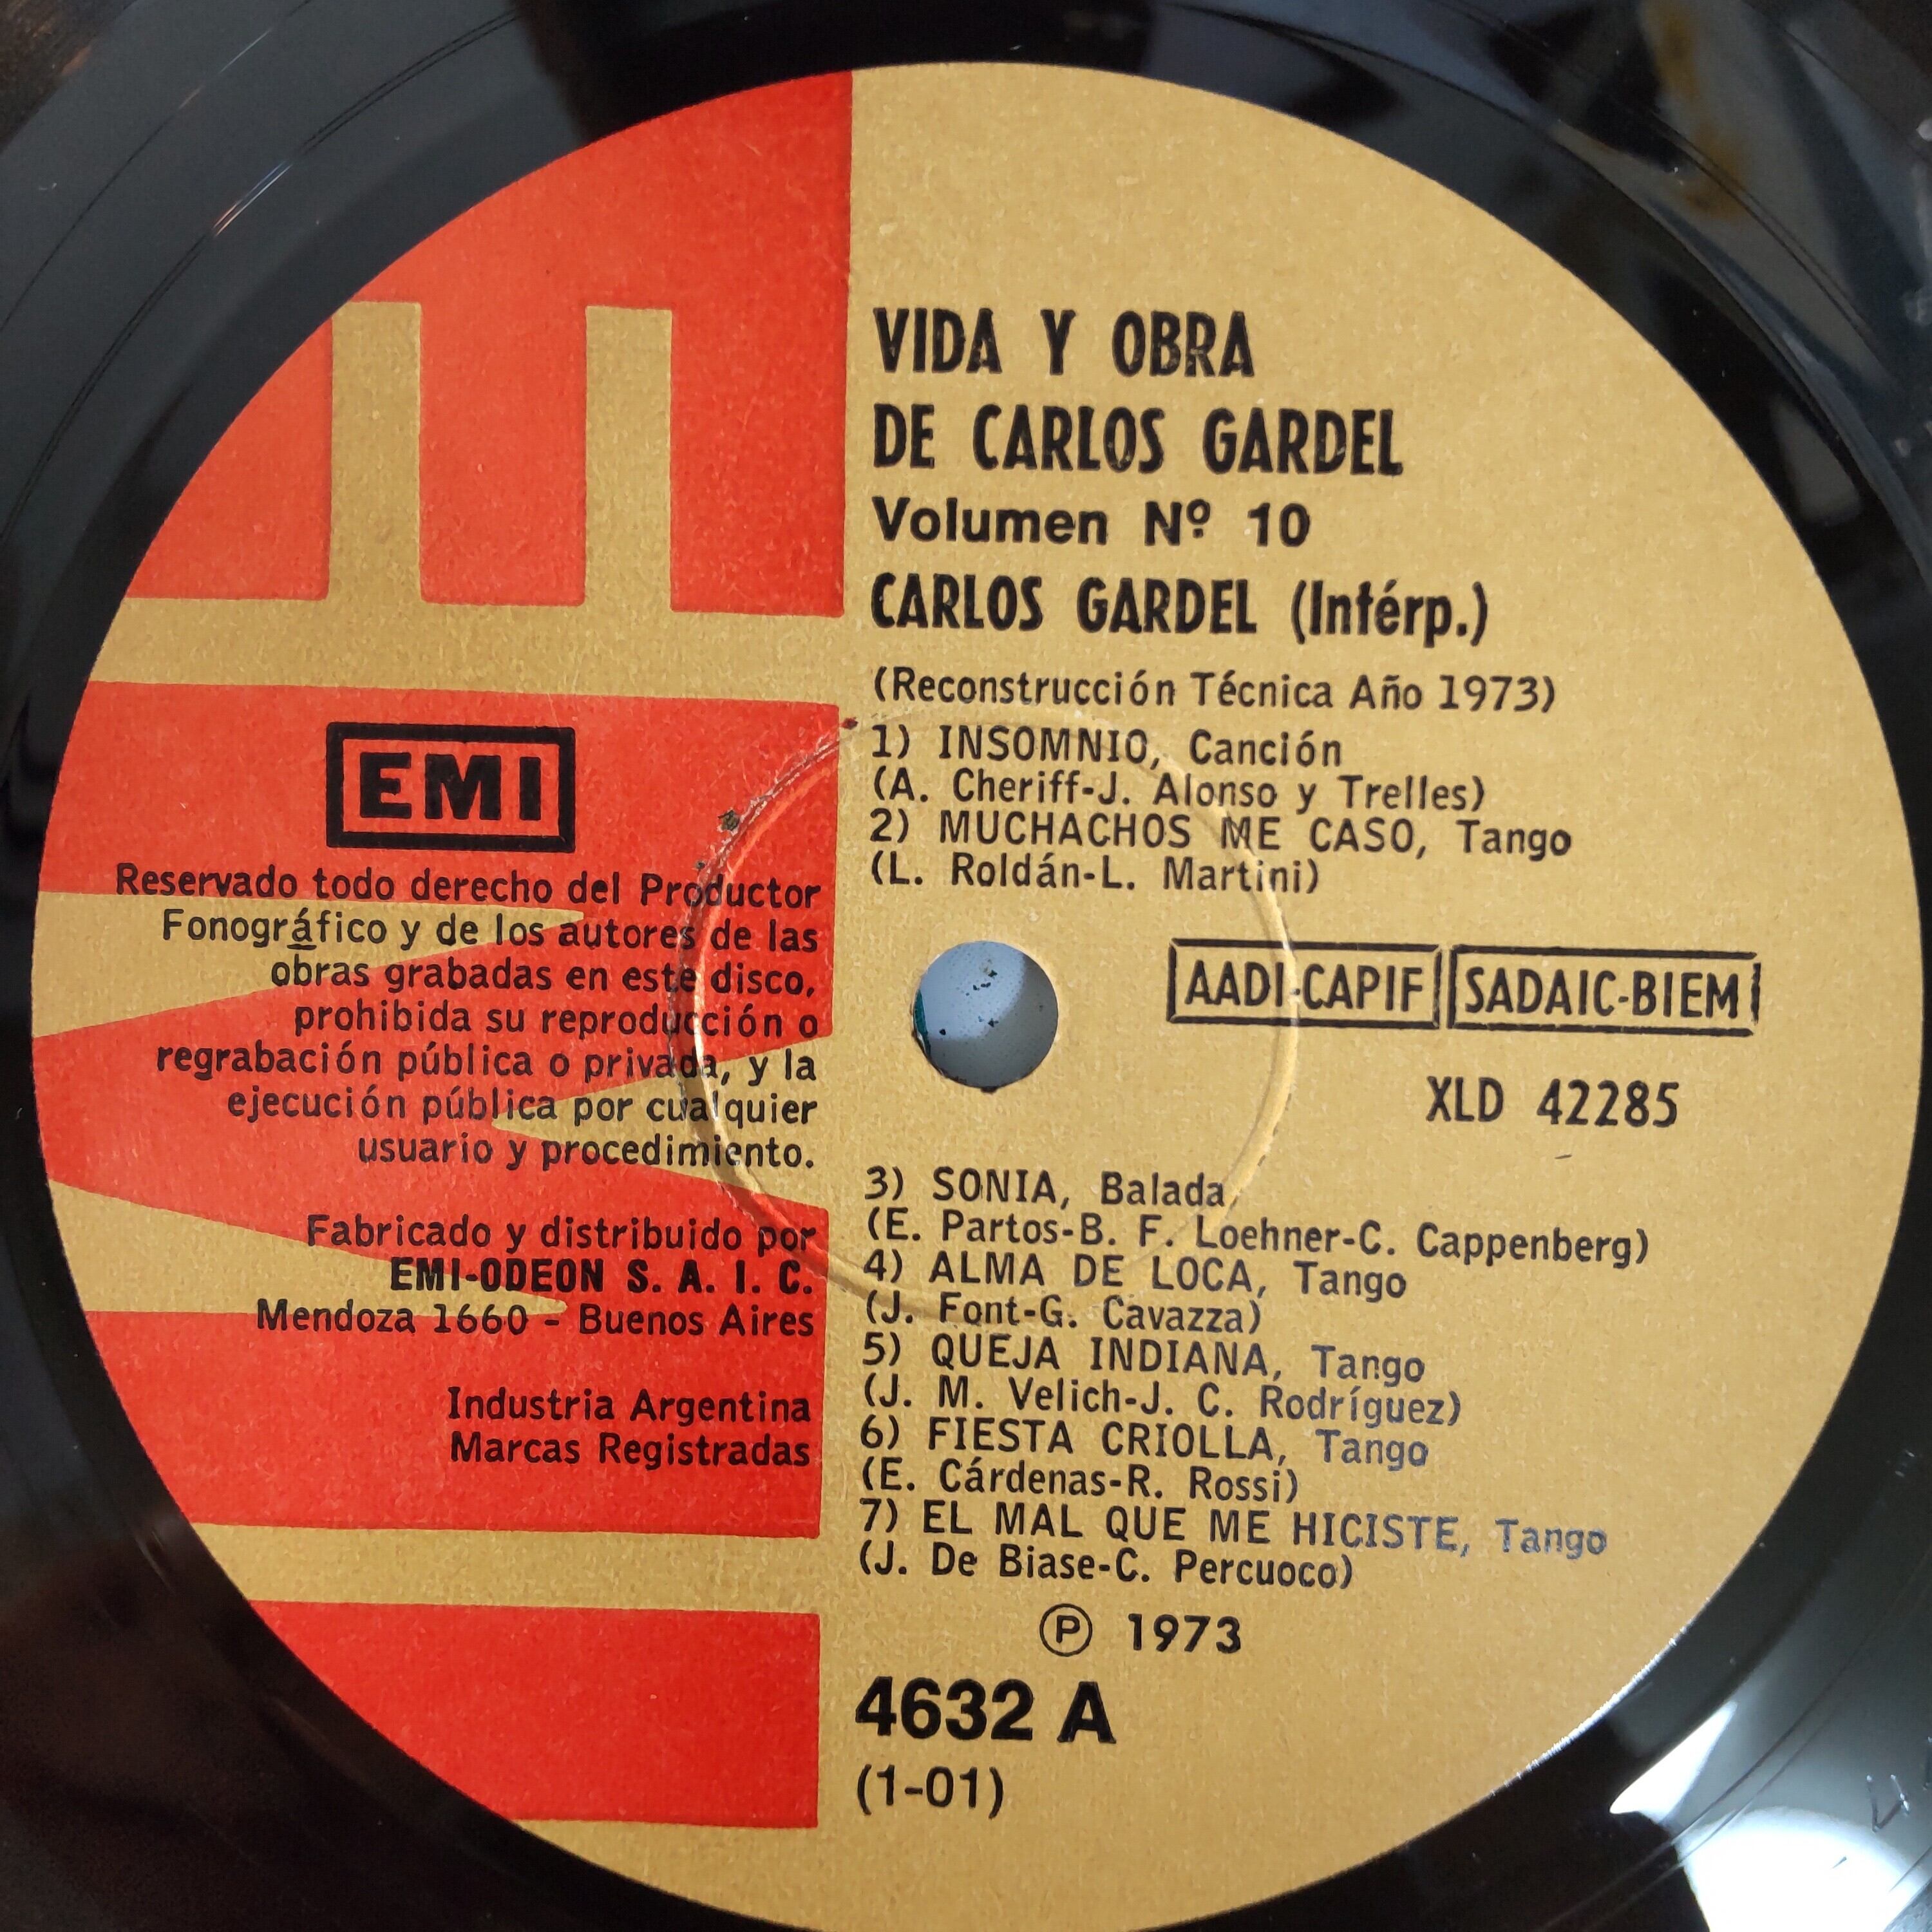 VIDA Y OBRA
DE CARLOS GARDEL
Volumen Nº 10
CARLOS GARDEL (Intérp.)
(Reconstrucción Técnica Año 1973)
1) INSOMNIO, Canción
(A. Cheriff-J. Alonso y Trelles)
2) MUCHACHOS ME CASO, Tango
(L. Roldán-L. Martini)
AADI-CAPIF SADAIC-BIEM
XLD 42285
3) SONIA, Balada
(E. Partos-B. F. Loehner-C. Cappenberg)
4) ALMA DE LOCA, Tango
(J. Font-G. Cavazza)
5) QUEJA INDIANA, Tango
(J. M. Velich-J. C. Rodríguez)
6) FIESTA CRIOLLA, Tango
(E. Cárdenas-R. Rossi)
7) EL MAL QUE ME HICISTE, Tango
(J. De Biase-C. Percuoco)
Ⓟ 1973
4632 A
(1-01)
EMI
EMI
Reservado todo derecho del Productor
Fonográfico y de los autores de las
obras grabadas en este disco,
prohibida su reproducción o
regrabación pública o privada, y la
ejecución pública por cualquier
usuario y procedimiento.
Fabricado y distribuido por
EMI-ODEON S. A. I. C.
Mendoza 1660 - Buenos Aires
Industria Argentina
Marcas Registradas